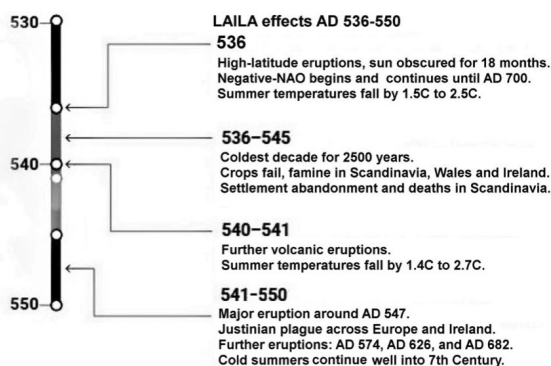 LAILA effects AD 536-550
530
536
High-latitude eruptions, sun obscured for 18 months.
Negative-NAO begins and continues until AD 700.
Summer temperatures fall by 1.5C to 2.5C.
536-545
Coldest decade for 2500 years.
540
Crops fail, famine in Scandinavia, Wales and Ireland.
Settlement abandonment and deaths in Scandinavia.
540-541
Further volcanic eruptions.
Summer temperatures fall by 1.4C to 2.7C.
541-550
550
Major eruption around AD 547.
Justinian plague across Europe and Ireland.
Further eruptions: AD 574, AD 626, and AD 682.
Cold summers continue well into 7th Century.